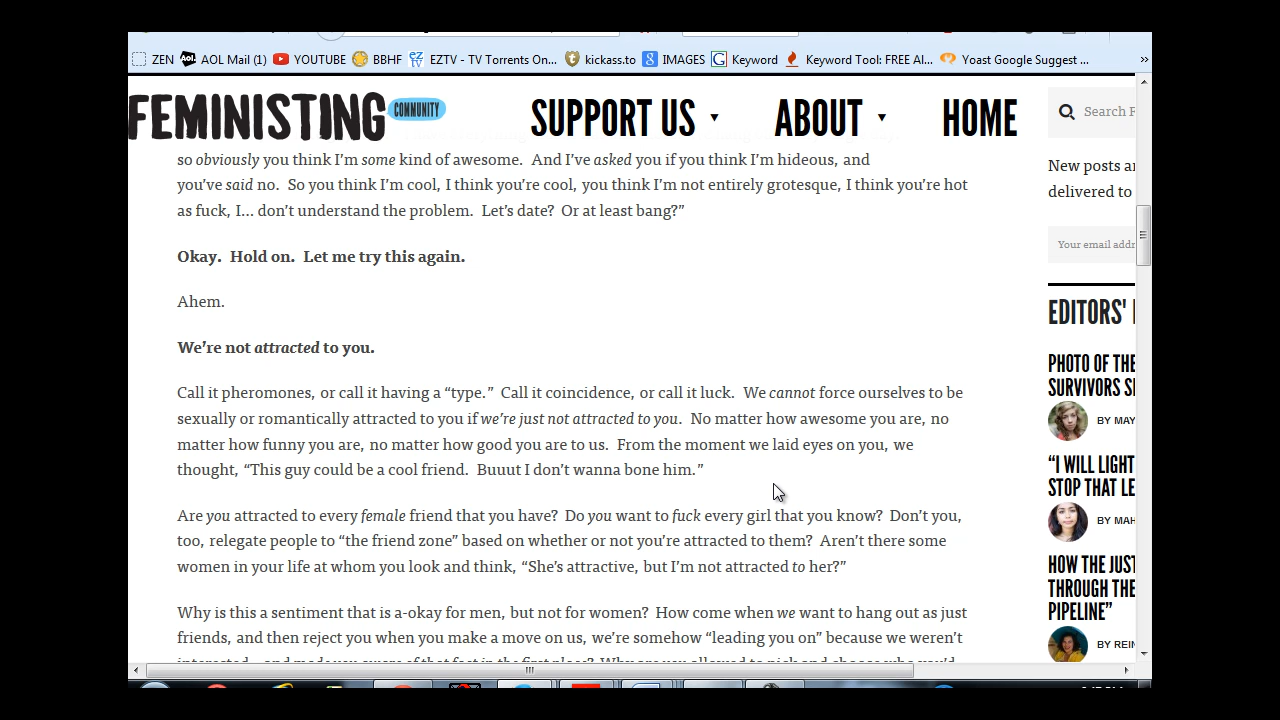 ZEN AOL Mail (1) YOUTUBE BBHF EZTV - TV Torrents On... kickass.to IMAGES Keyword Keyword Tool: FREE Al... Yoast Google Suggest ... »
FEMINISTING COMMUNITY SUPPORT US ABOUT HOME
Search F
so obviously you think I’m some kind of awesome. And I’ve asked you if you think I’m hideous, and
you’ve said no. So you think I’m cool, I think you’re cool, you think I’m not entirely grotesque, I think you’re hot
as fuck, I... don’t understand the problem. Let’s date? Or at least bang?”
Okay. Hold on. Let me try this again.
Ahem.
We’re not attracted to you.
Call it pheromones, or call it having a “type.” Call it coincidence, or call it luck. We cannot force ourselves to be
sexually or romantically attracted to you if we’re just not attracted to you. No matter how awesome you are, no
matter how funny you are, no matter how good you are to us. From the moment we laid eyes on you, we
thought, “This guy could be a cool friend. Buuut I don’t wanna bone him.”
Are you attracted to every female friend that you have? Do you want to fuck every girl that you know? Don’t you,
too, relegate people to “the friend zone” based on whether or not you’re attracted to them? Aren’t there some
women in your life at whom you look and think, “She’s attractive, but I’m not attracted to her?”
Why is this a sentiment that is a-okay for men, but not for women? How come when we want to hang out as just
friends, and then reject you when you make a move on us, we’re somehow “leading you on” because we weren’t
New posts ar
delivered to
Your email addr
EDITORS'
PHOTO OF THE
SURVIVORS S
BY MAY
“I WILL LIGHT
STOP THAT LE
BY MAH
HOW THE JUST
THROUGH THE
PIPELINE”
BY REIN